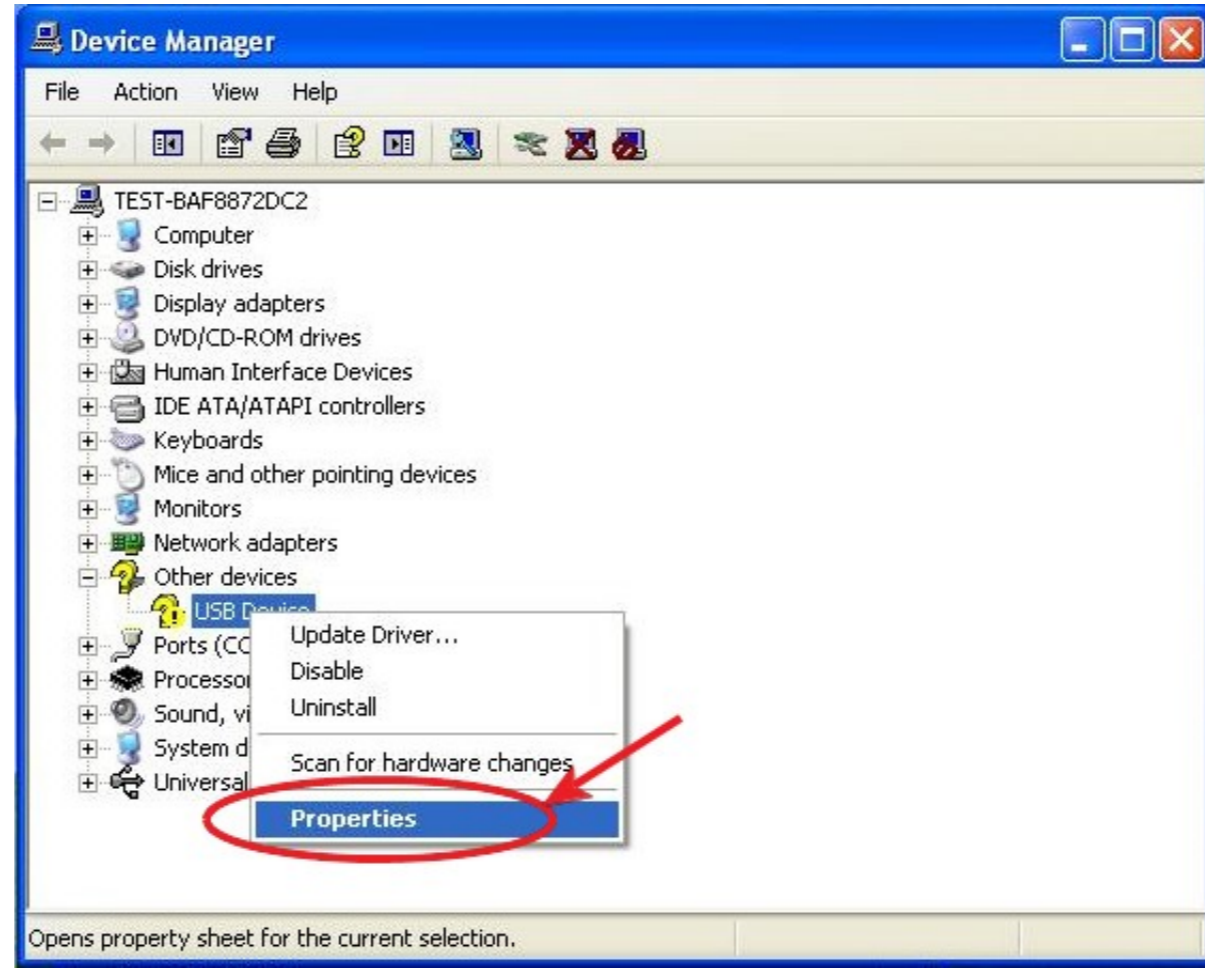 Device Manager
File Action View Help
TEST-BAF8872DC2
Computer
Disk drives
Display adapters
DVD/CD-ROM drives
Human Interface Devices
IDE ATA/ATAPI controllers
Keyboards
Mice and other pointing devices
Monitors
Network adapters
Other devices
USB Device
Update Driver...
Ports (CO
Disable
Processor
Uninstall
Sound, vi
System d
Scan for hardware changes
Universal
Properties
Opens property sheet for the current selection.